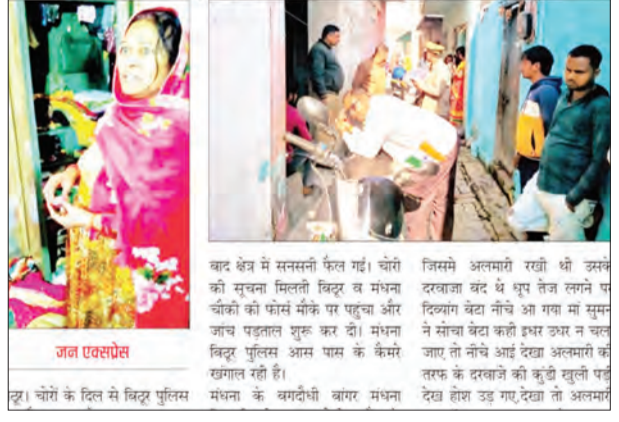 जन एक्सप्रेस
ठूर। चोरों के दिल से बिठूर पुलिस
बाद क्षेत्र में सनसनी फैल गई। चोरी
की सूचना मिलती बिठूर व मंधना
चौकी की फोर्स मौके पर पहुंचा और
जांच पड़ताल शुरू कर दी। मंधना
बिठूर पुलिस आस पास के कैमरे
खंगाल रही है।
मंधना के बगदौधी बांगर मंधना
जिसमे अलमारी रखी थी उसके
दरवाजा बंद थे धूप तेज लगने पर
दिव्यांग बेटा नीचे आ गया मां सुमन
ने सोचा बेटा कही इधर उधर न चल
जाए तो नीचे आई देखा अलमारी की
तरफ के दरवाजे की कुंडी खुली पड़ी
देख होश उड़ गए,देखा तो अलमारी